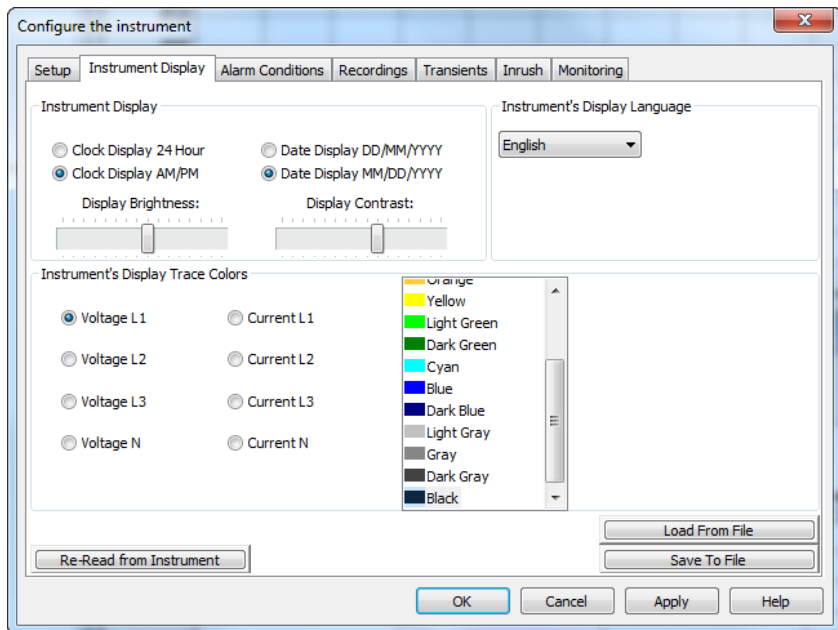 Configure the instrument
Setup Instrument Display Alarm Conditions Recordings Transients Inrush Monitoring
Instrument Display
Clock Display 24 Hour
Date Display DD/MM/YYYY
Clock Display AM/PM
Date Display MM/DD/YYYY
Display Brightness:
Display Contrast:
Instrument's Display Language
English
Instrument's Display Trace Colors
Voltage L1
Current L1
Voltage L2
Current L2
Voltage L3
Current L3
Voltage N
Current N
Orange
Yellow
Light Green
Dark Green
Cyan
Blue
Dark Blue
Light Gray
Gray
Dark Gray
Black
Load From File
Re-Read from Instrument
Save To File
OK
Cancel
Apply
Help